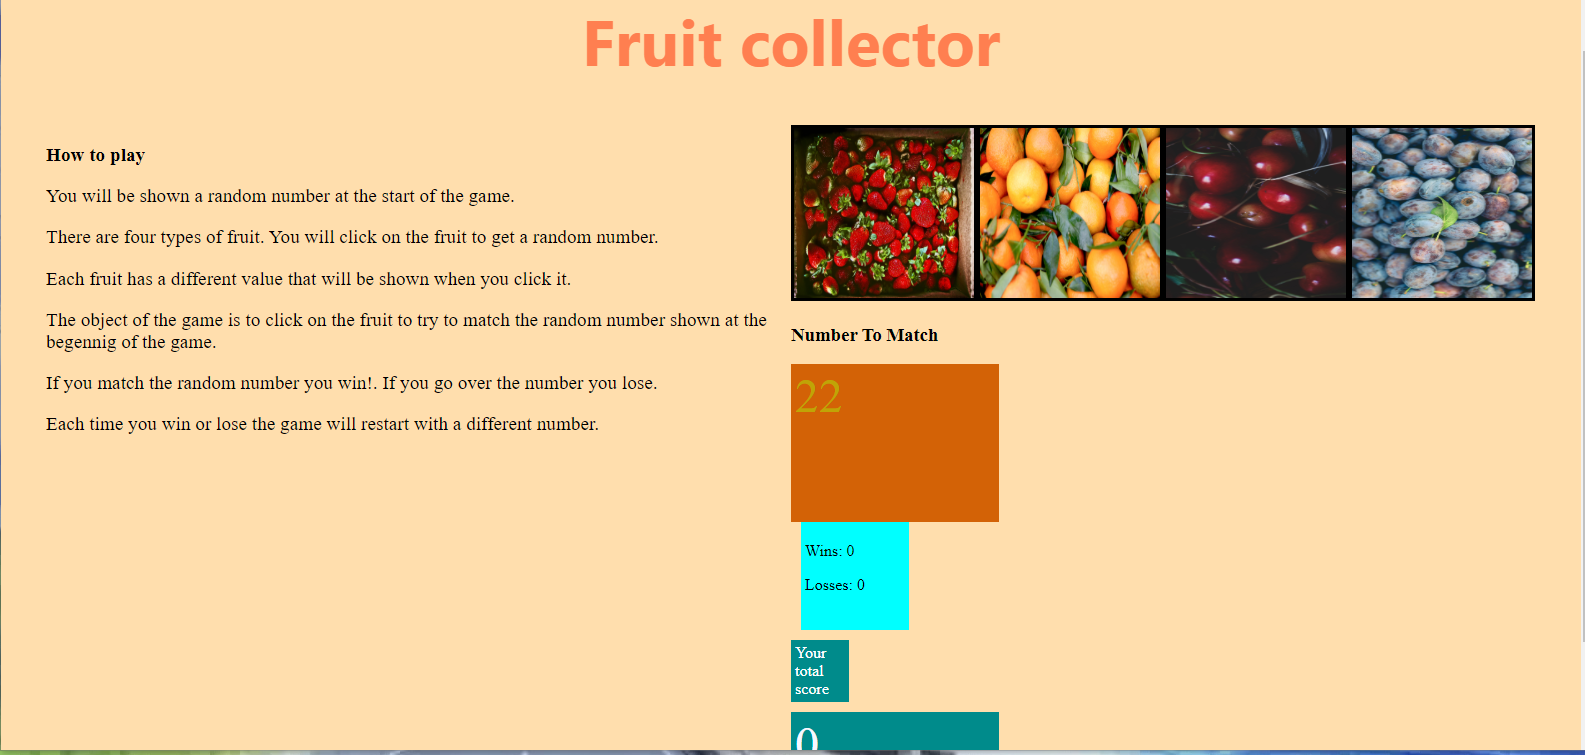 Fruit collector
How to play
You will be shown a random number at the start of the game.
There are four types of fruit. You will click on the fruit to get a random number.
Each fruit has a different value that will be shown when you click it.
The object of the game is to click on the fruit to try to match the random number shown at the
begennig of the game.
If you match the random number you win!. If you go over the number you lose.
Each time you win or lose the game will restart with a different number.
Number To Match
22
Wins: 0
Losses: 0
Your
total
score
0